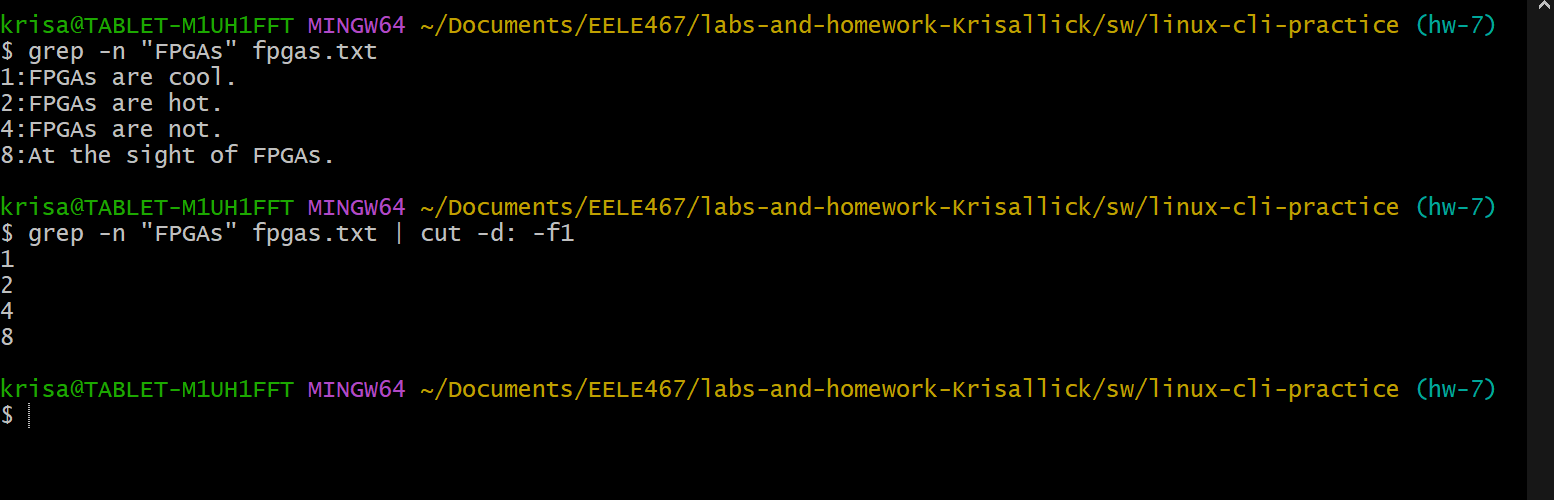 krisa@TABLET-M1UH1FFT MINGW64 ~/Documents/EELE467/labs-and-homework-Krisallick/sw/linux-cli-practice (hw-7)
$ grep -n "FPGAs" fpgas.txt
1:FPGAs are cool.
2:FPGAs are hot.
4:FPGAs are not.
8:At the sight of FPGAs.
krisa@TABLET-M1UH1FFT MINGW64 ~/Documents/EELE467/labs-and-homework-Krisallick/sw/linux-cli-practice (hw-7)
$ grep -n "FPGAs" fpgas.txt | cut -d: -f1
1
2
4
8
krisa@TABLET-M1UH1FFT MINGW64 ~/Documents/EELE467/labs-and-homework-Krisallick/sw/linux-cli-practice (hw-7)
$